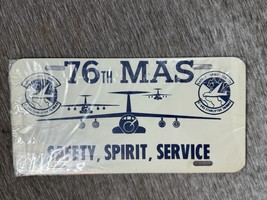 76TH MAS
SAFETY, SPIRIT, SERVICE